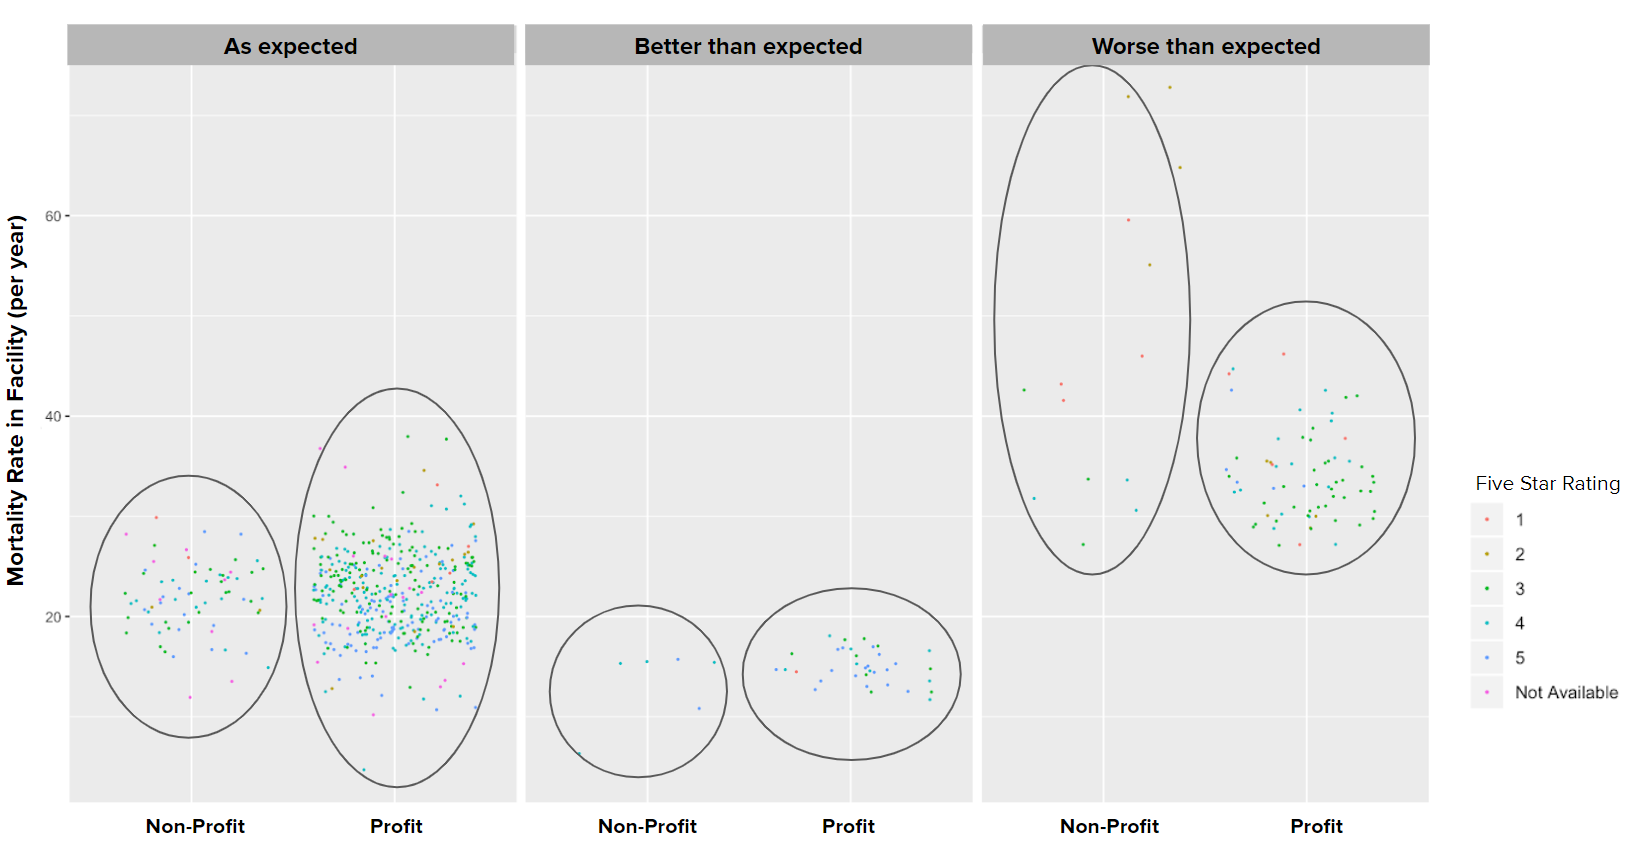 As expected
Better than expected
Worse than expected
Mortality Rate in Facility (per year)
60
40
20
Non-Profit
Profit
Non-Profit
Profit
Non-Profit
Profit
Five Star Rating
1
2
3
4
5
Not Available